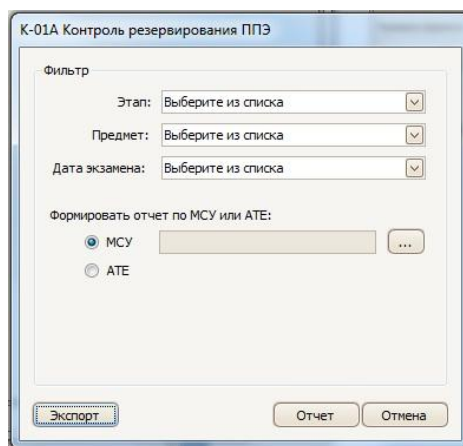 К-01А Контроль резервирования ППЭ
Фильтр
Этап: Выберите из списка
Предмет: Выберите из списка
Дата экзамена: Выберите из списка
Формировать отчет по МСУ или АТЕ:
МСУ ...
АТЕ
Экспорт Отчет Отмена